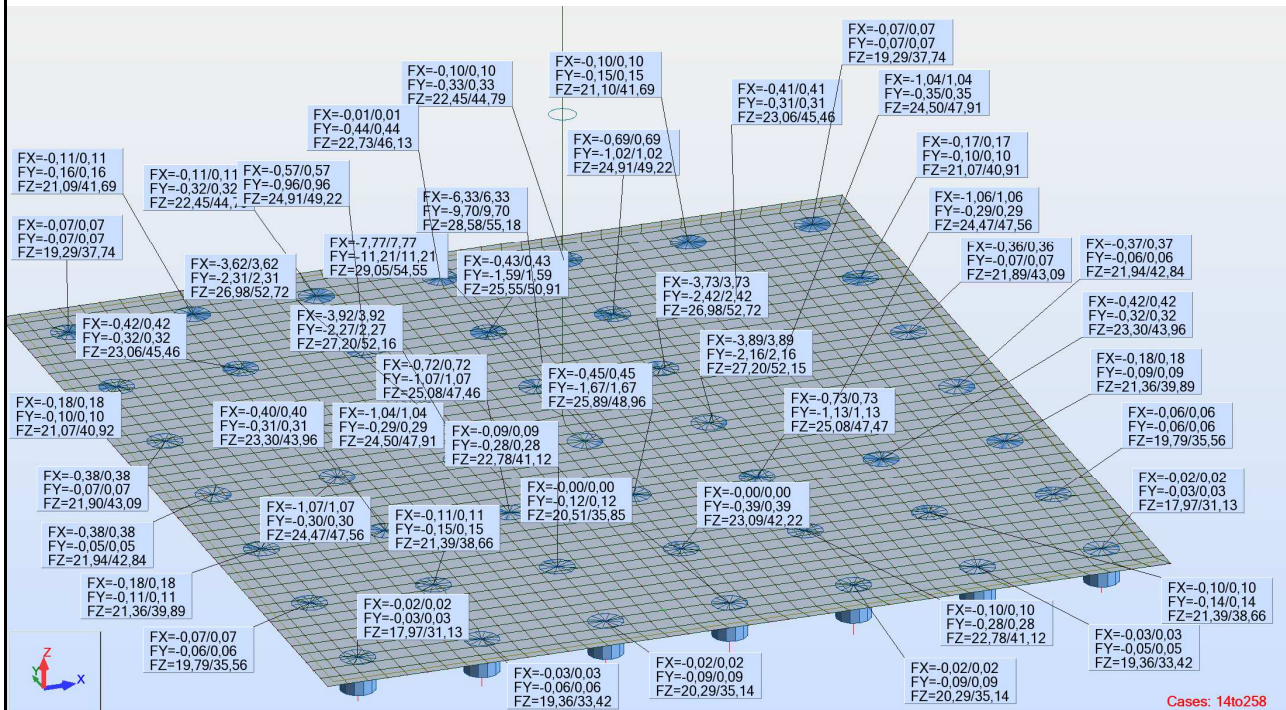 FX=-0,07/0,07
FY=-0,07/0,07
FZ=19,29/37,74
FX=-0,10/0,10
FY=-0,15/0,15
FZ=21,10/41,69
FX=-0,10/0,10
FY=-0,33/0,33
FZ=22,45/44,79
FX=-1,04/1,04
FY=-0,35/0,35
FZ=24,50/47,91
FX=-0,41/0,41
FY=-0,31/0,31
FZ=23,06/45,46
FX=-0,01/0,01
FY=-0,44/0,44
FZ=22,73/46,13
FX=-0,69/0,69
FY=-1,02/1,02
FZ=24,91/49,22
FX=-0,17/0,17
FY=-0,10/0,10
FZ=21,07/40,91
FX=-0,11/0,11
FY=-0,16/0,16
FZ=21,09/41,69
FX=-0,11/0,11
FY=-0,32/0,32
FZ=22,45/44,7
FX=-0,57/0,57
FY=-0,96/0,96
FZ=24,91/49,22
FX=-6,33/6,33
FY=-9,70/9,70
FZ=28,58/55,18
FX=-1,06/1,06
FY=-0,29/0,29
FZ=24,47/47,56
FX=-0,07/0,07
FY=-0,07/0,07
FZ=19,29/37,74
FX=-7,77/7,77
FY=-11,21/11,21
FZ=29,05/54,55
FX=-0,36/0,36
FY=-0,07/0,07
FZ=21,89/43,09
FX=-0,37/0,37
FY=-0,06/0,06
FZ=21,94/42,84
FX=-3,62/3,62
FY=-2,31/2,31
FZ=26,98/52,72
FX=-0,43/0,43
FY=-1,59/1,59
FZ=25,55/50,91
FX=-3,73/3,73
FY=-2,42/2,42
FZ=26,98/52,72
FX=-0,42/0,42
FY=-0,32/0,32
FZ=23,30/43,96
FX=-0,42/0,42
FY=-0,32/0,32
FZ=23,06/45,46
FX=-3,92/3,92
FY=-2,27/2,27
FZ=27,20/52,16
FX=-3,89/3,89
FY=-2,16/2,16
FZ=27,20/52,15
FX=-0,72/0,72
FY=-1,07/1,07
FZ=25,08/47,46
FX=-0,45/0,45
FY=-1,67/1,67
FZ=25,89/48,96
FX=-0,18/0,18
FY=-0,09/0,09
FZ=21,36/39,89
FX=-0,18/0,18
FY=-0,10/0,10
FZ=21,07/40,92
FX=-0,73/0,73
FY=-1,13/1,13
FZ=25,08/47,47
FX=-0,40/0,40
FY=-0,31/0,31
FZ=23,30/43,96
FX=-1,04/1,04
FY=-0,29/0,29
FZ=24,50/47,91
FX=-0,06/0,06
FY=-0,06/0,06
FZ=19,79/35,56
FX=-0,09/0,09
FY=-0,28/0,28
FZ=22,78/41,12
FX=-0,38/0,38
FY=-0,07/0,07
FZ=21,90/43,09
FX=-0,00/0,00
FY=-0,12/0,12
FZ=20,51/35,85
FX=-0,00/0,00
FY=-0,39/0,39
FZ=23,09/42,22
FX=-0,02/0,02
FY=-0,03/0,03
FZ=17,97/31,13
FX=-1,07/1,07
FY=-0,30/0,30
FZ=24,47/47,56
FX=-0,11/0,11
FY=-0,15/0,15
FZ=21,39/38,66
FX=-0,38/0,38
FY=-0,05/0,05
FZ=21,94/42,84
FX=-0,18/0,18
FY=-0,11/0,11
FZ=21,36/39,89
FX=-0,10/0,10
FY=-0,14/0,14
FZ=21,39/38,66
FX=-0,02/0,02
FY=-0,03/0,03
FZ=17,97/31,13
FX=-0,10/0,10
FY=-0,28/0,28
FZ=22,78/41,12
FX=-0,07/0,07
FY=-0,06/0,06
FZ=19,79/35,56
FX=-0,03/0,03
FY=-0,05/0,05
FZ=19,36/33,42
FX=-0,02/0,02
FY=-0,09/0,09
FZ=20,29/35,14
FX=-0,02/0,02
FY=-0,09/0,09
FZ=20,29/35,14
FX=-0,03/0,03
FY=-0,06/0,06
FZ=19,36/33,42
Z
Y
X
Cases: 14to258